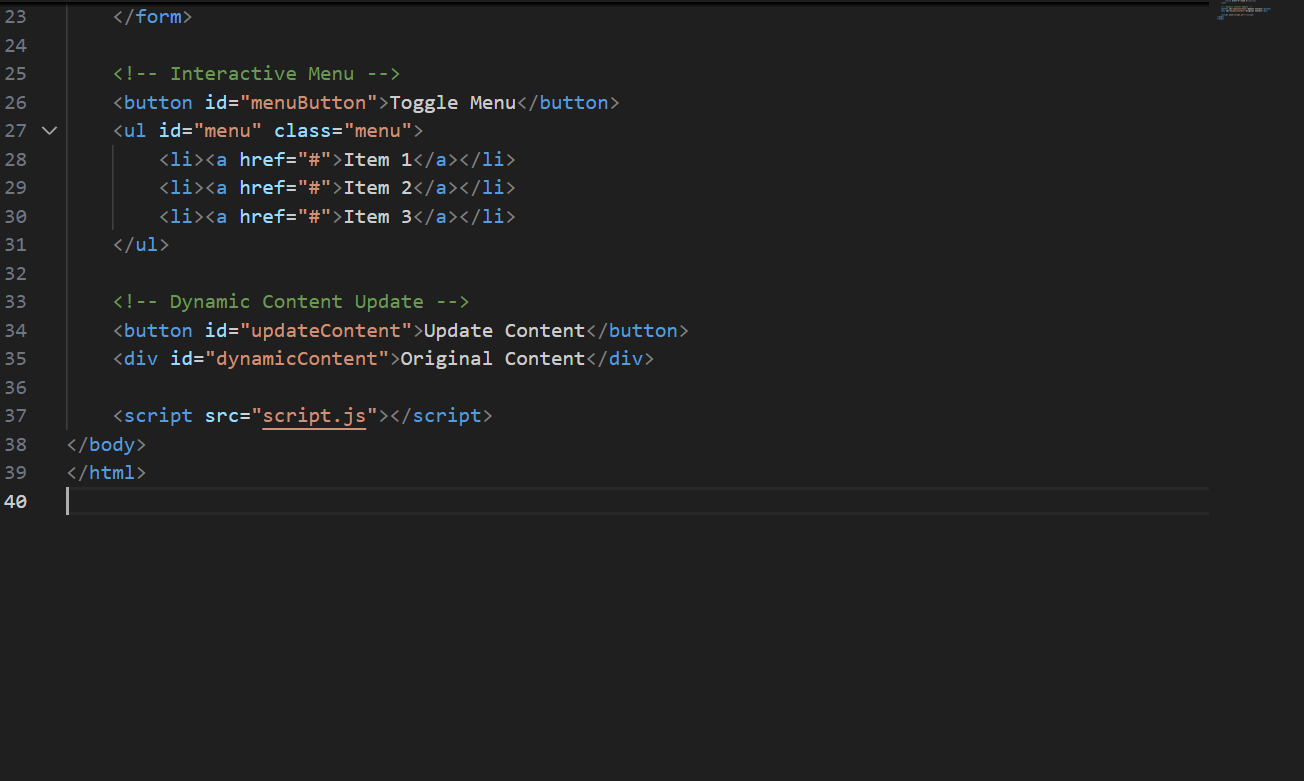 23 </form>
24
25 <!-- Interactive Menu -->
26 <button id="menuButton">Toggle Menu</button>
27 <ul id="menu" class="menu">
28 <li><a href="#">Item 1</a></li>
29 <li><a href="#">Item 2</a></li>
30 <li><a href="#">Item 3</a></li>
31 </ul>
32
33 <!-- Dynamic Content Update -->
34 <button id="updateContent">Update Content</button>
35 <div id="dynamicContent">Original Content</div>
36
37 <script src="script.js"></script>
38 </body>
39 </html>
40